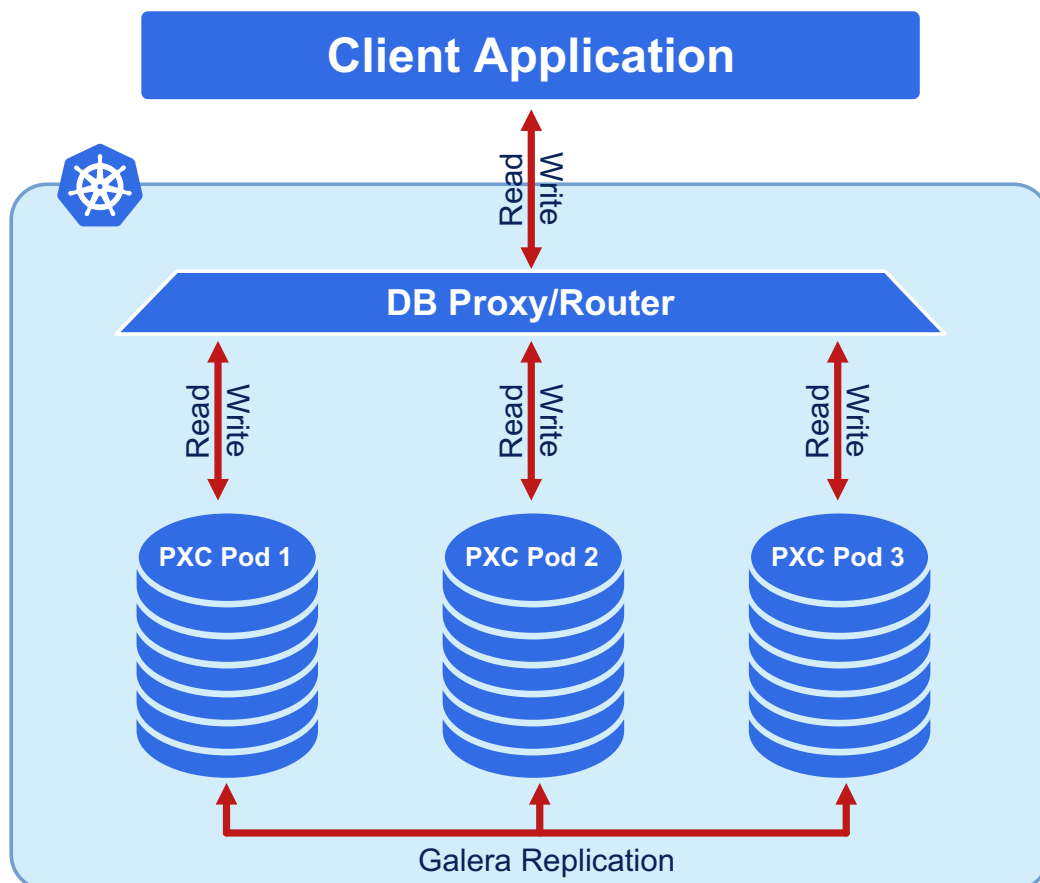 Client Application
Read
Write
DB Proxy/Router
Read
Write
Read
Write
Read
Write
PXC Pod 1
PXC Pod 2
PXC Pod 3
Galera Replication